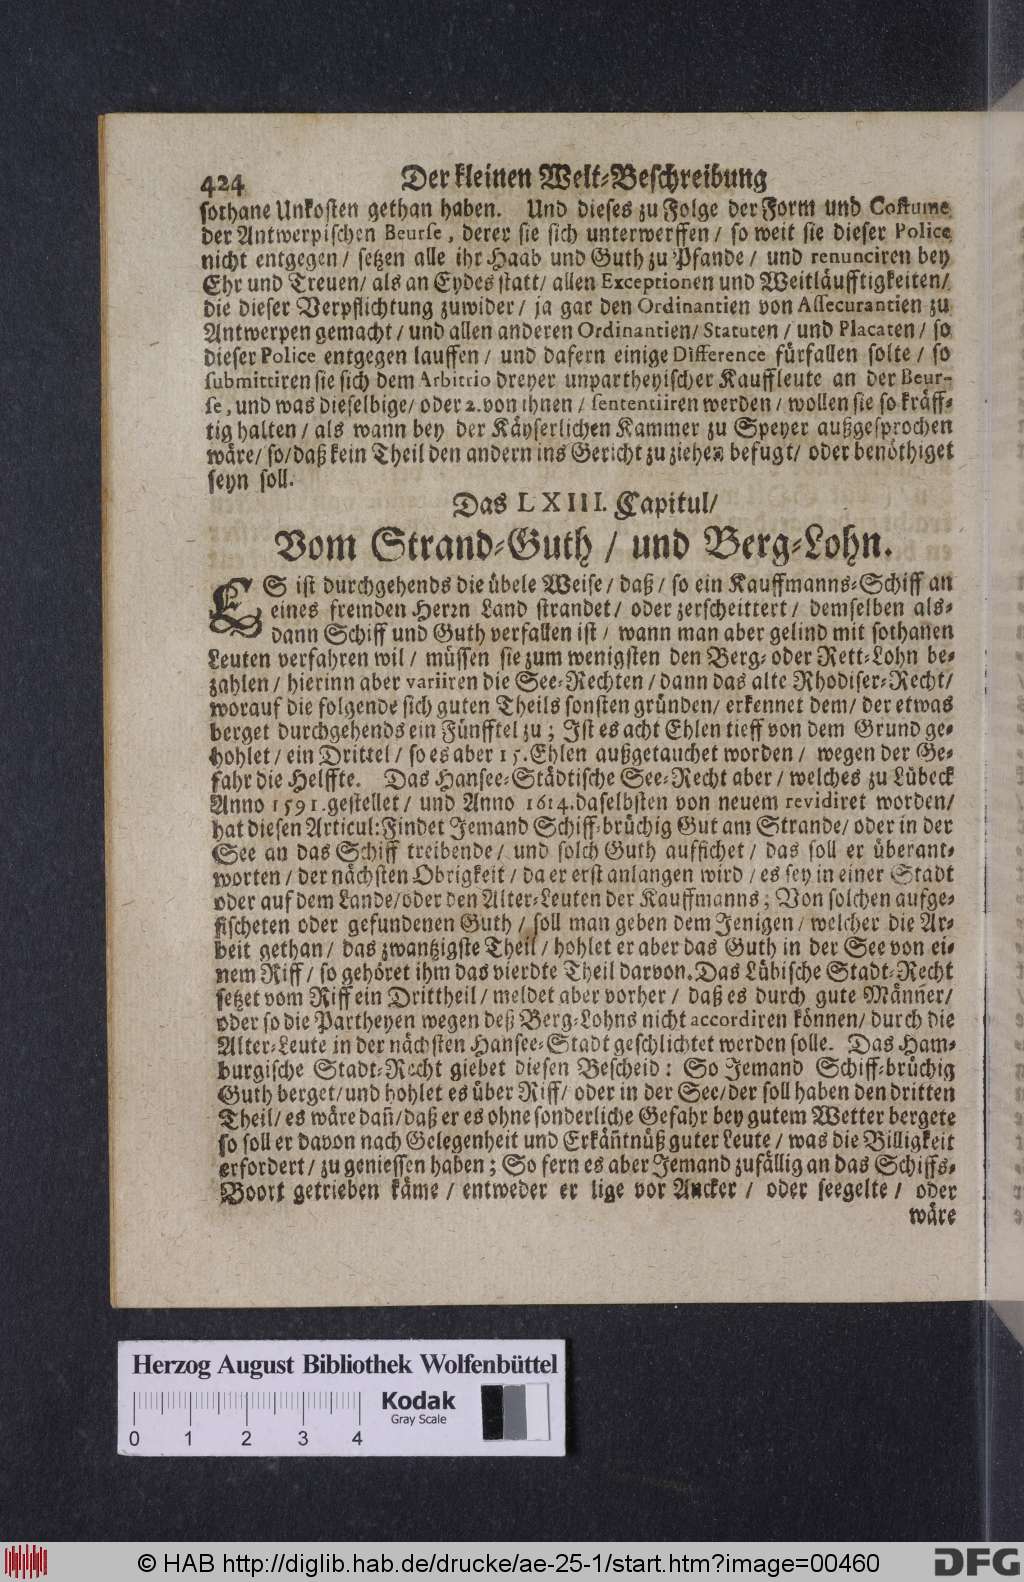 424 Der kleinen Welt-Beschreibung
sothane Unkosten gethan haben. Und dieses zu Folge der Form und Costume
der Antwerpischen Beurse, derer sie sich unterwerffen / so weit sie dieser Police
nicht entgegen / setzen alle ihr Haab und Guth zu Pfande / und renunciren bey
Ehr und Treuen / als an Eydes statt / allen Exceptionen und Weitläufftigkeiten /
die dieser Verpflichtung zuwider / ja gar den Ordinantien von Assecurantien zu
Antwerpen gemacht / und allen anderen Ordinantien / Statuten / und Placaten / so
dieser Police entgegen lauffen / und dafern einige Difference fürfallen solte / so
submittiren sie sich dem Arbitrio dreyer unpartheyischer Kauffleute an der Beur-
se, und was dieselbige / oder 2. von ihnen / sententiiren werden / wollen sie so kräff-
tig halten / als wann bey der Käyserlichen Kammer zu Speyer außgesprochen
wäre / so / daß kein Theil den andern ins Gericht zu ziehen befugt / oder benöthiget
seyn soll.
Das LXIII. Capitul /
Vom Strand-Guth / und Berg-Lohn.
ES ist durchgehends die übele Weise / daß / so ein Kauffmanns-Schiff an
eines fremden Herrn Land strandet / oder zerscheittert / demselben als-
dann Schiff und Guth verfallen ist / wann man aber gelind mit sothanen
Leuten verfahren wil / müssen sie zum wenigsten den Berg- oder Rett-Lohn be-
zahlen / hierinn aber variiren die See-Rechten / dann das alte Rhodiser-Recht /
worauf die folgende sich guten Theils sonsten gründen / erkennet dem / der etwas
berget durchgehends ein Fünfftel zu; Ist es acht Ehlen tieff von dem Grund ge-
hohlet / ein Drittel / so es aber 15. Ehlen außgetauchet worden / wegen der Ge-
fahr die Helffte. Das Hansee-Städtische See-Recht aber / welches zu Lübeck
Anno 1591. gestellet / und Anno 1614. daselbsten von neuem revidiret worden /
hat diesen Articul: Findet Jemand Schiff-brüchig Gut am Strande / oder in der
See an das Schiff treibende / und solch Guth auffichet / das soll er überant-
worten / der nächsten Obrigkeit / da er erst anlangen wird / es sey in einer Stadt
oder auf dem Lande / oder den Alter-Leuten der Kauffmanns; Von solchen aufge-
fischeten oder gefundenen Guth / soll man geben dem Jenigen / welcher die Ar-
beit gethan / das zwantzigste Theil / hohlet er aber das Guth in der See von ei-
nem Riff / so gehöret ihm das vierdte Theil darvon. Das Lübische Stadt-Recht
setzet vom Riff ein Drittheil / meldet aber vorher / daß es durch gute Mäñer /
oder so die Partheyen wegen deß Berg-Lohns nicht accordiren können / durch die
Alter-Leute in der nächsten Hansee-Stadt geschlichtet werden solle. Das Ham-
burgische Stadt-Recht giebet diesen Bescheid: So Jemand Schiff-brüchig
Guth berget / und hohlet es über Riff / oder in der See / der soll haben den dritten
Theil / es wäre dañ / daß er es ohne sonderliche Gefahr bey gutem Wetter bergete
so soll er davon nach Gelegenheit und Erkäñtnüß guter Leute / was die Billigkeit
erfordert / zu geniessen haben; So fern es aber Jemand zufällig an das Schiffs-
Boort getrieben käme / entweder er lige vor Ancker / oder seegelte / oder
wäre
Herzog August Bibliothek Wolfenbüttel
Kodak
Gray Scale
0 1 2 3 4
© HAB http://diglib.hab.de/drucke/ae-25-1/start.htm?image=00460
DFG